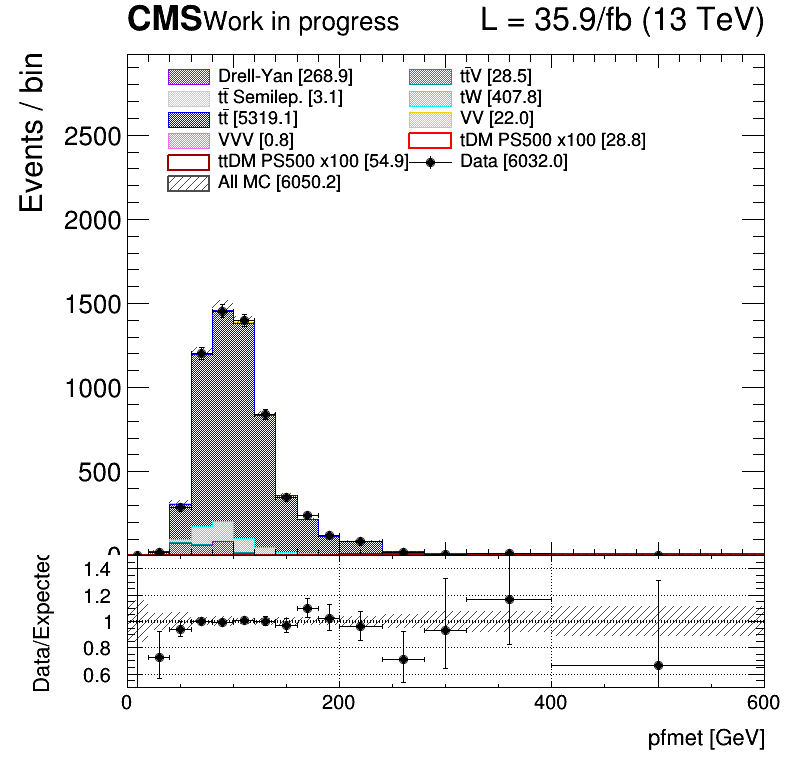 CMS Work in progress L = 35.9/fb (13 TeV)
Drell-Yan [268.9] tt̄V [28.5]
tt̄ Semilep. [3.1] tW [407.8]
tt̄ [5319.1] VV [22.0]
VVV [0.8] tDM PS500 x100 [28.8]
ttDM PS500 x100 [54.9] Data [6032.0]
All MC [6050.2]
Events / bin
2500
2000
1500
1000
500
0
Data/Expected
1.4
1.2
1
0.8
0.6
0 200 400 600
pfmet [GeV]